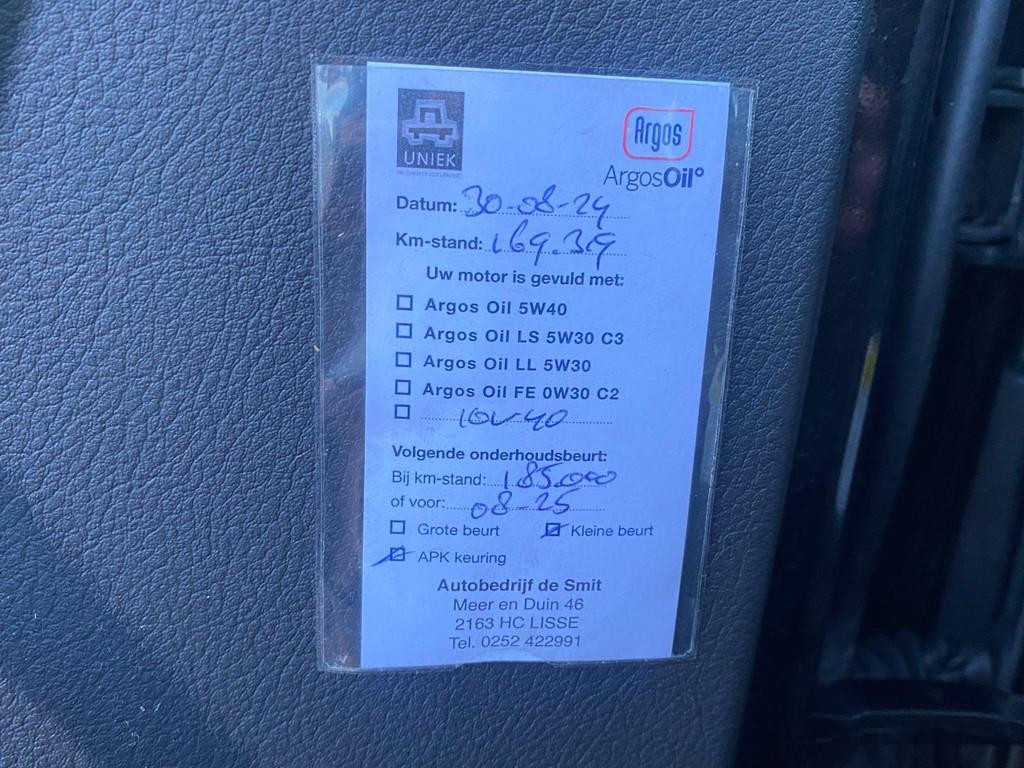 UNIEK
Argos
ArgosOil
Datum: 30-08-24
Km-stand: 169.319
Uw motor is gevuld met:
Argos Oil 5W40
Argos Oil LS 5W30 C3
Argos Oil LL 5W30
Argos Oil FE 0W30 C2
10W40
Volgende onderhoudsbeurt:
Bij km-stand: 185.000
of voor: 08-25
Grote beurt Kleine beurt
APK keuring
Autobedrijf de Smit
Meer en Duin 46
2163 HC LISSE
Tel. 0252 422991